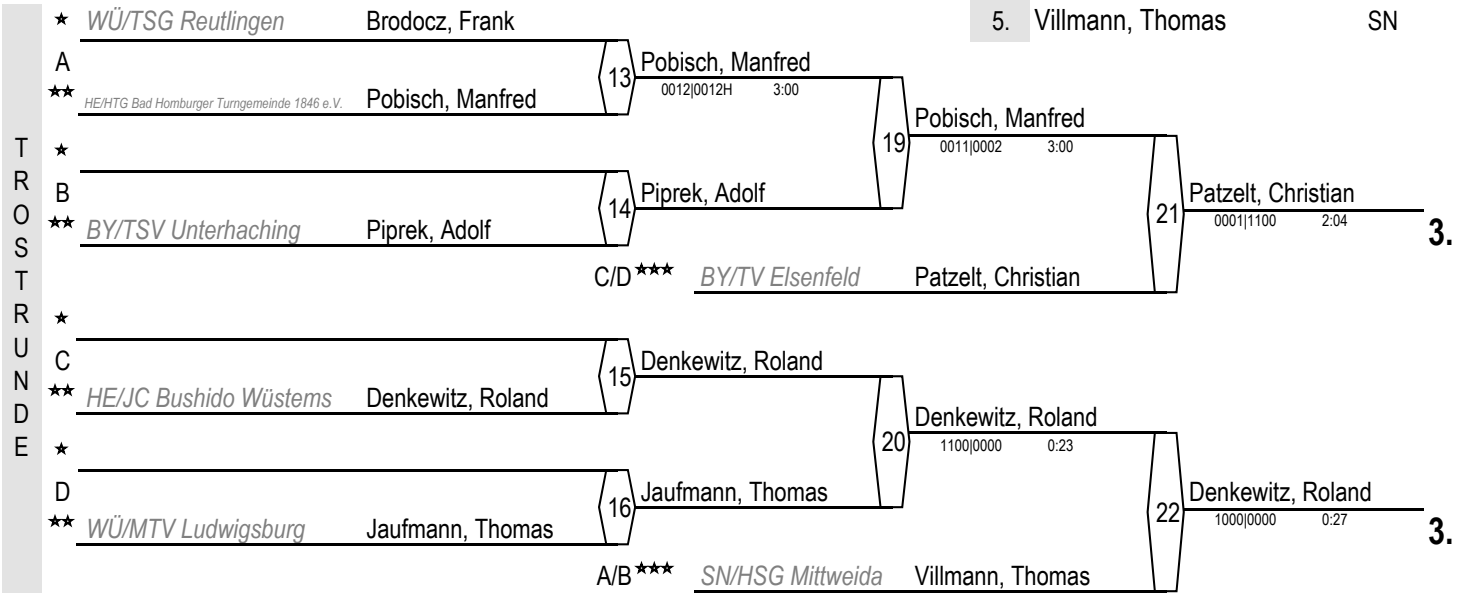 TROSTRUNDE
★ WÜ/TSG Reutlingen Brodocz, Frank
5. Villmann, Thomas SN
A
★★ HE/HTG Bad Homburger Turngemeinde 1846 e.V. Pobisch, Manfred
13 Pobisch, Manfred
0012|0012H 3:00
★
B
★★ BY/TSV Unterhaching Piprek, Adolf
14 Piprek, Adolf
19 Pobisch, Manfred
0011|0002 3:00
C/D ★★★ BY/TV Elsenfeld Patzelt, Christian
21 Patzelt, Christian
0001|1100 2:04
3.
★
C
★★ HE/JC Bushido Wüstems Denkewitz, Roland
15 Denkewitz, Roland
★
D
★★ WÜ/MTV Ludwigsburg Jaufmann, Thomas
16 Jaufmann, Thomas
20 Denkewitz, Roland
1100|0000 0:23
A/B ★★★ SN/HSG Mittweida Villmann, Thomas
22 Denkewitz, Roland
1000|0000 0:27
3.